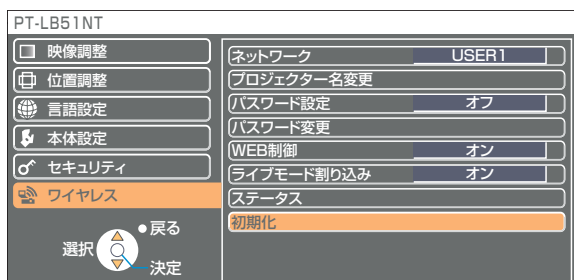 PT-LB51NT
映像調整
位置調整
言語設定
本体設定
セキュリティ
ワイヤレス
戻る
選択
決定
ネットワーク USER1
プロジェクター名変更
パスワード設定 オフ
パスワード変更
WEB制御 オン
ライブモード割り込み オン
ステータス
初期化